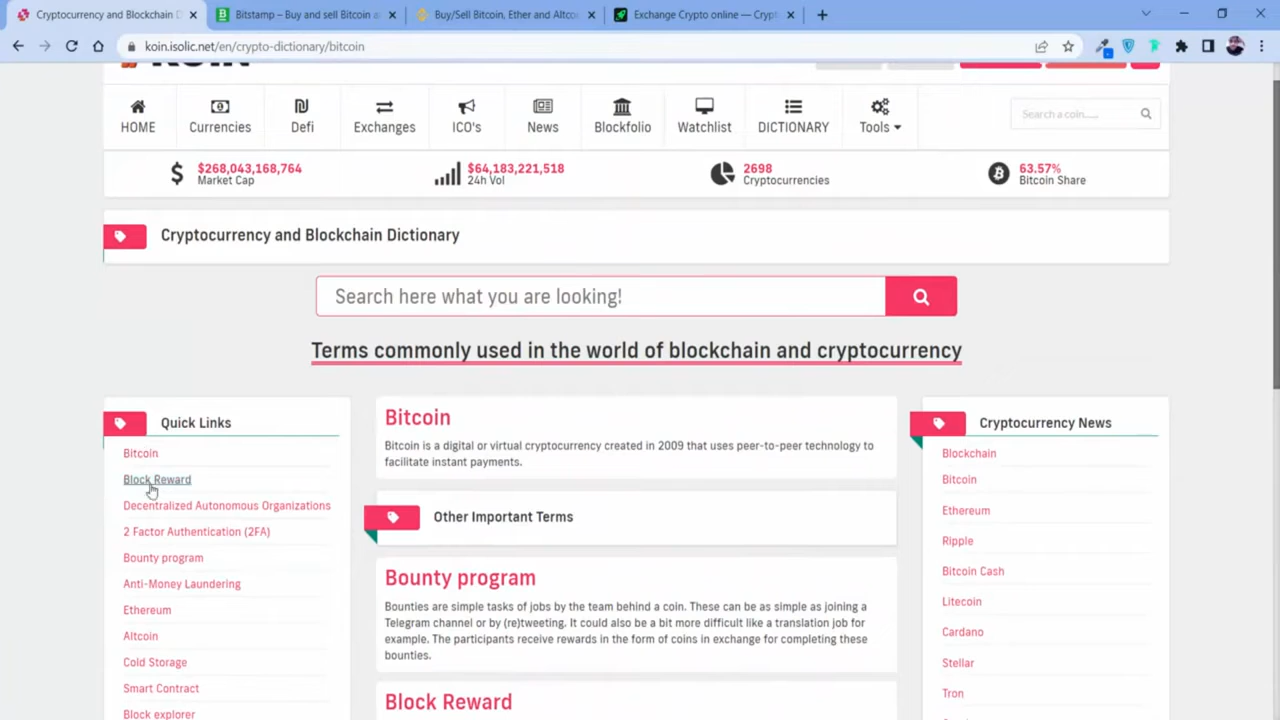 Cryptocurrency and Blockchain D
Bitstamp – Buy and sell Bitcoin a
Buy/Sell Bitcoin, Ether and Altco
Exchange Crypto online — Crypt
koin.isolic.net/en/crypto-dictionary/bitcoin
HOME
Currencies
Defi
Exchanges
ICO's
News
Blockfolio
Watchlist
DICTIONARY
Tools
Search a coin......
$268,043,168,764
Market Cap
$64,183,221,518
24h Vol
2698
Cryptocurrencies
63.57%
Bitcoin Share
Cryptocurrency and Blockchain Dictionary
Search here what you are looking!
Terms commonly used in the world of blockchain and cryptocurrency
Quick Links
Bitcoin
Block Reward
Decentralized Autonomous Organizations
2 Factor Authentication (2FA)
Bounty program
Anti-Money Laundering
Ethereum
Altcoin
Cold Storage
Smart Contract
Block explorer
Bitcoin
Bitcoin is a digital or virtual cryptocurrency created in 2009 that uses peer-to-peer technology to
facilitate instant payments.
Other Important Terms
Bounty program
Bounties are simple tasks of jobs by the team behind a coin. These can be as simple as joining a
Telegram channel or by (re)tweeting. It could also be a bit more difficult like a translation job for
example. The participants receive rewards in the form of coins in exchange for completing these
bounties.
Block Reward
Cryptocurrency News
Blockchain
Bitcoin
Ethereum
Ripple
Bitcoin Cash
Litecoin
Cardano
Stellar
Tron